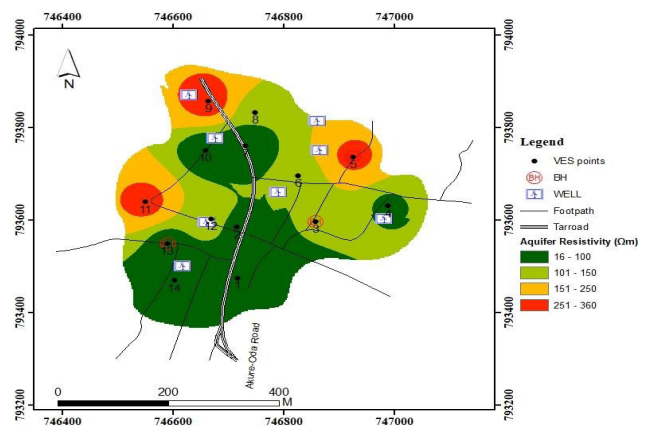 746400 746600 746800 747000
794000
794000
793800
793800
793600
793600
793400
793400
793200
793200
N
9
8
10
5
6
11
12
2
3
13
14
1
Akure-Oda Road
0 200 400
M
746400 746600 746800 747000
Legend
VES points
BH BH
WELL
Footpath
Tarroad
Aquifer Resistivity (Ωm)
16 - 100
101 - 150
151 - 250
251 - 360